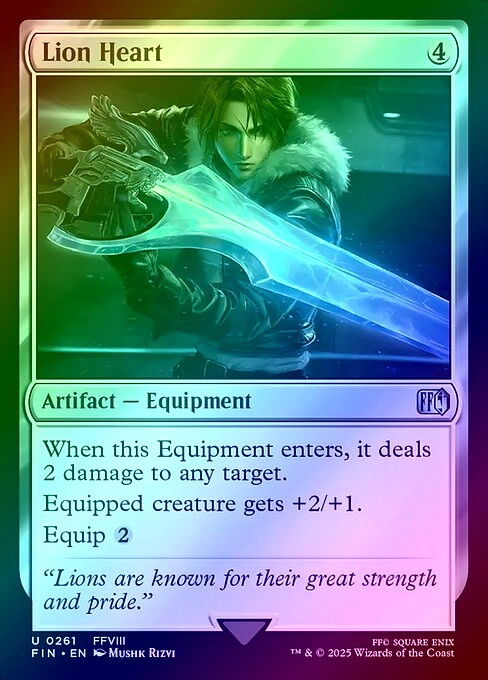 Lion Heart 4
Artifact — Equipment FF
When this Equipment enters, it deals
2 damage to any target.
Equipped creature gets +2/+1.
Equip 2
“Lions are known for their great strength
and pride.”
U 0261 FFVIII FF© SQUARE ENIX
FIN • EN Mushk Rizvi ™ & © 2025 Wizards of the Coast